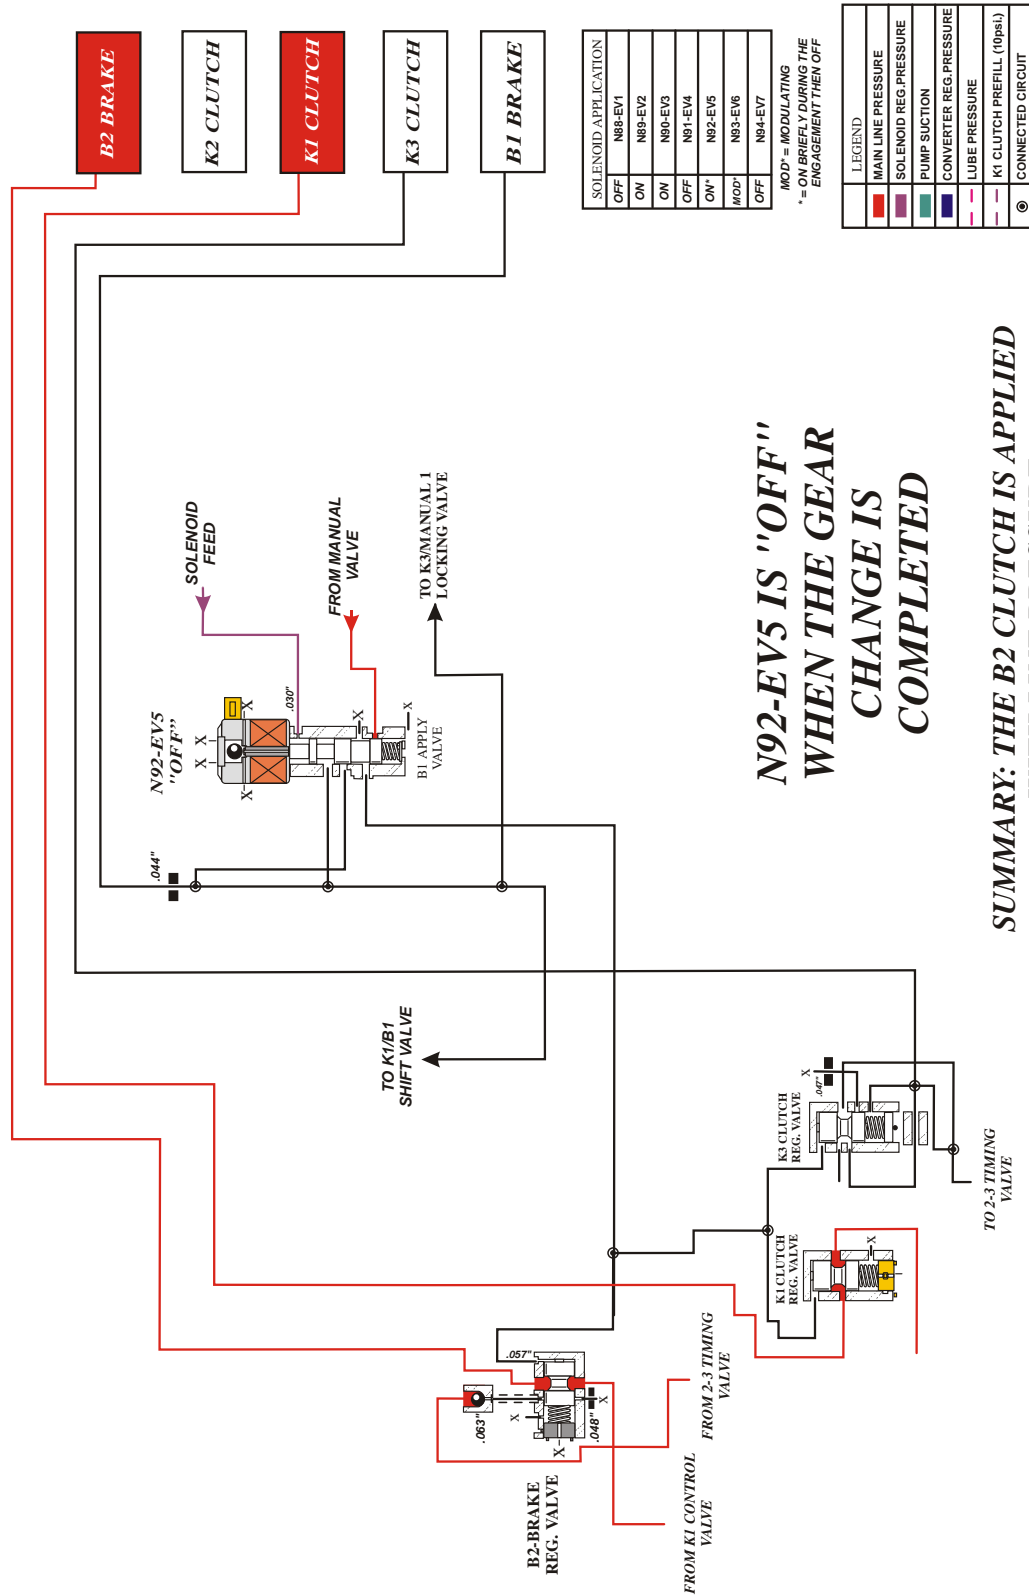 B2 BRAKE
K2 CLUTCH
K1 CLUTCH
K3 CLUTCH
B1 BRAKE
SOLENOID APPLICATION
OFF N88-EV1
ON N89-EV2
ON N90-EV3
OFF N91-EV4
ON* N92-EV5
MOD* N93-EV6
OFF N94-EV7
MOD* = MODULATING
* = ON BRIEFLY DURING THE
ENGAGEMENT THEN OFF
LEGEND
MAIN LINE PRESSURE
SOLENOID REG.PRESSURE
PUMP SUCTION
CONVERTER REG.PRESSURE
LUBE PRESSURE
K1 CLUTCH PREFILL (10psi.)
CONNECTED CIRCUIT
SOLENOID
FEED
FROM MANUAL
VALVE
TO K3/MANUAL 1
LOCKING VALVE
N92-EV5
"OFF"
X
X
X
X
.030"
X
X
B1 APPLY
VALVE
.044"
N92-EV5 IS "OFF"
WHEN THE GEAR
CHANGE IS
COMPLETED
SUMMARY: THE B2 CLUTCH IS APPLIED
TO K1/B1
SHIFT VALVE
K3 CLUTCH
REG. VALVE
X
.047"
TO 2-3 TIMING
VALVE
K1 CLUTCH
REG. VALVE
X
.057"
.063"
X
X
.048"
X
B2-BRAKE
REG. VALVE
FROM 2-3 TIMING
VALVE
FROM K1 CONTROL
VALVE